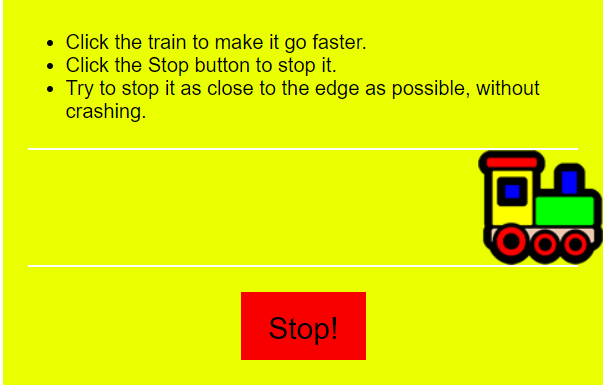 Click the train to make it go faster.
Click the Stop button to stop it.
Try to stop it as close to the edge as possible, without
crashing.
Stop!